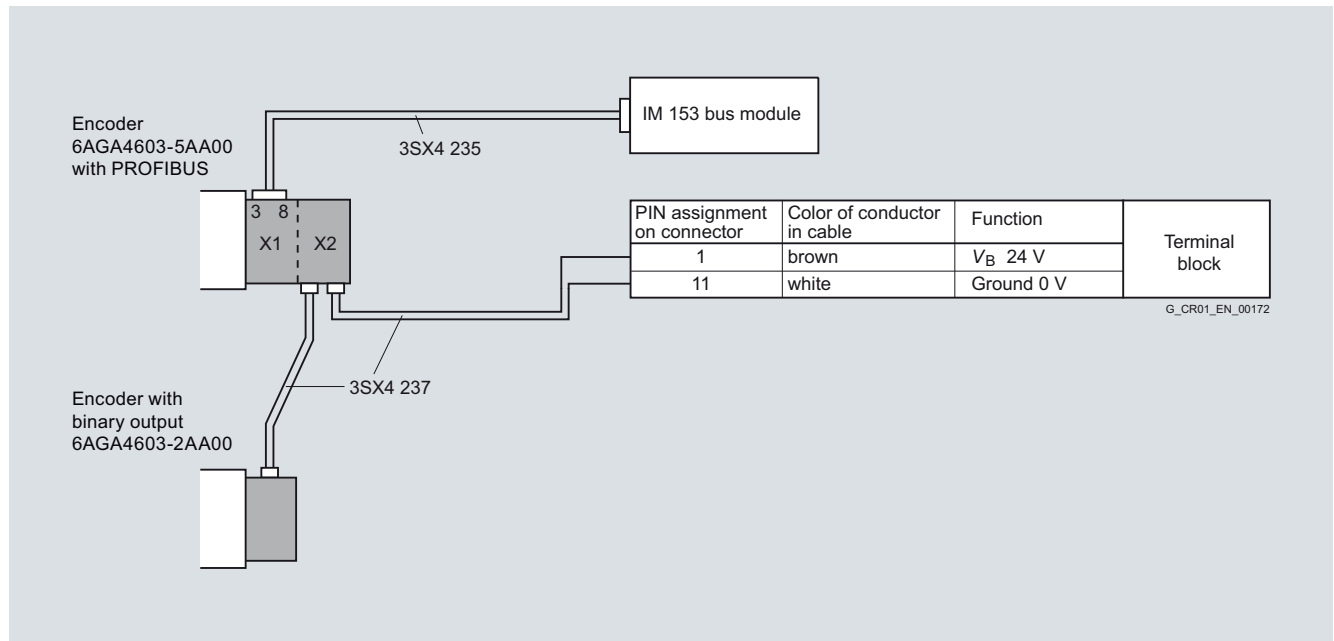 Encoder
6AGA4603-5AA00
with PROFIBUS
IM 153 bus module
3SX4 235
3 8
X1 X2
PIN assignment on connector Color of conductor in cable Function Terminal block
1 brown VB 24 V
11 white Ground 0 V
G_CR01_EN_00172
3SX4 237
Encoder with
binary output
6AGA4603-2AA00